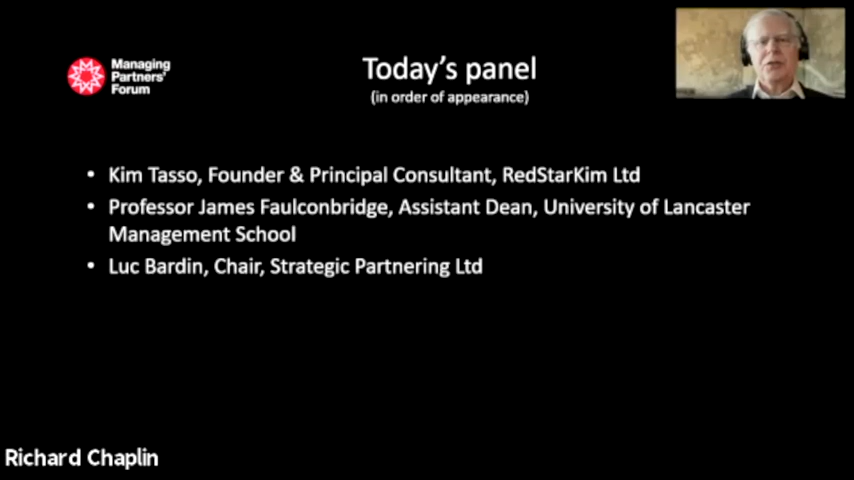 Managing
Partners'
Forum
Today's panel
(in order of appearance)
• Kim Tasso, Founder & Principal Consultant, RedStarKim Ltd
• Professor James Faulconbridge, Assistant Dean, University of Lancaster
Management School
• Luc Bardin, Chair, Strategic Partnering Ltd
Richard Chaplin